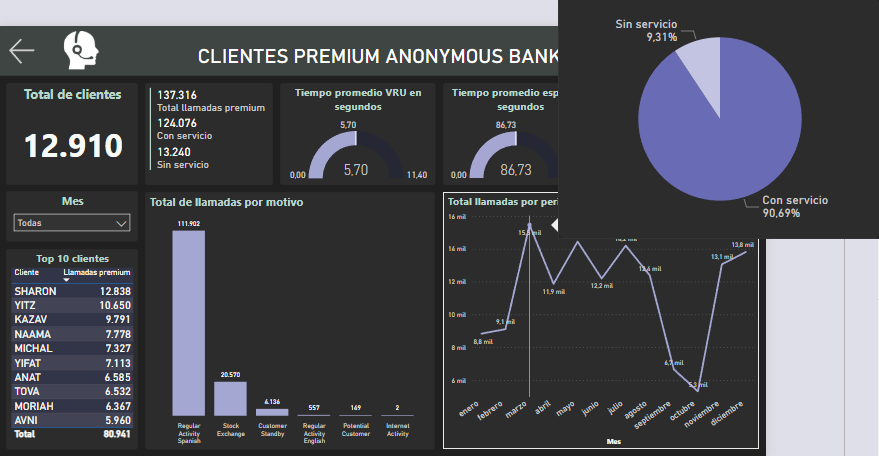 CLIENTES PREMIUM ANONYMOUS BANK
Total de clientes
12.910
137.316
Total llamadas premium
124.076
Con servicio
13.240
Sin servicio
Tiempo promedio VRU en
segundos
5,70
0,00
5,70
11,40
Tiempo promedio esp
segundos
86,73
0,00
86,73
Sin servicio
9,31%
Con servicio
90,69%
Mes
Todas
Top 10 clientes
Cliente Llamadas premium
SHARON 12.838
YITZ 10.650
KAZAV 9.791
NAAMA 7.778
MICHAL 7.327
YIFAT 7.113
ANAT 6.585
TOVA 6.532
MORIAH 6.367
AVNI 5.960
Total 80.941
Total de llamadas por motivo
111.902
20.570
4.136
557
149
2
Regular
Activity
Spanish
Stock
Exchange
Customer
Standby
Regular
Activity
English
Potential
Customer
Internet
Activity
Total llamadas por peri
16 mil
14 mil
12 mil
10 mil
8 mil
6 mil
8,8 mil
9,1 mil
11,9 mil
12,2 mil
14,2 mil
12,4 mil
6,7 mil
5,3 mil
13,1 mil
13,8 mil
enero
febrero
marzo
abril
mayo
junio
julio
agosto
septiembre
octubre
noviembre
diciembre
Mes